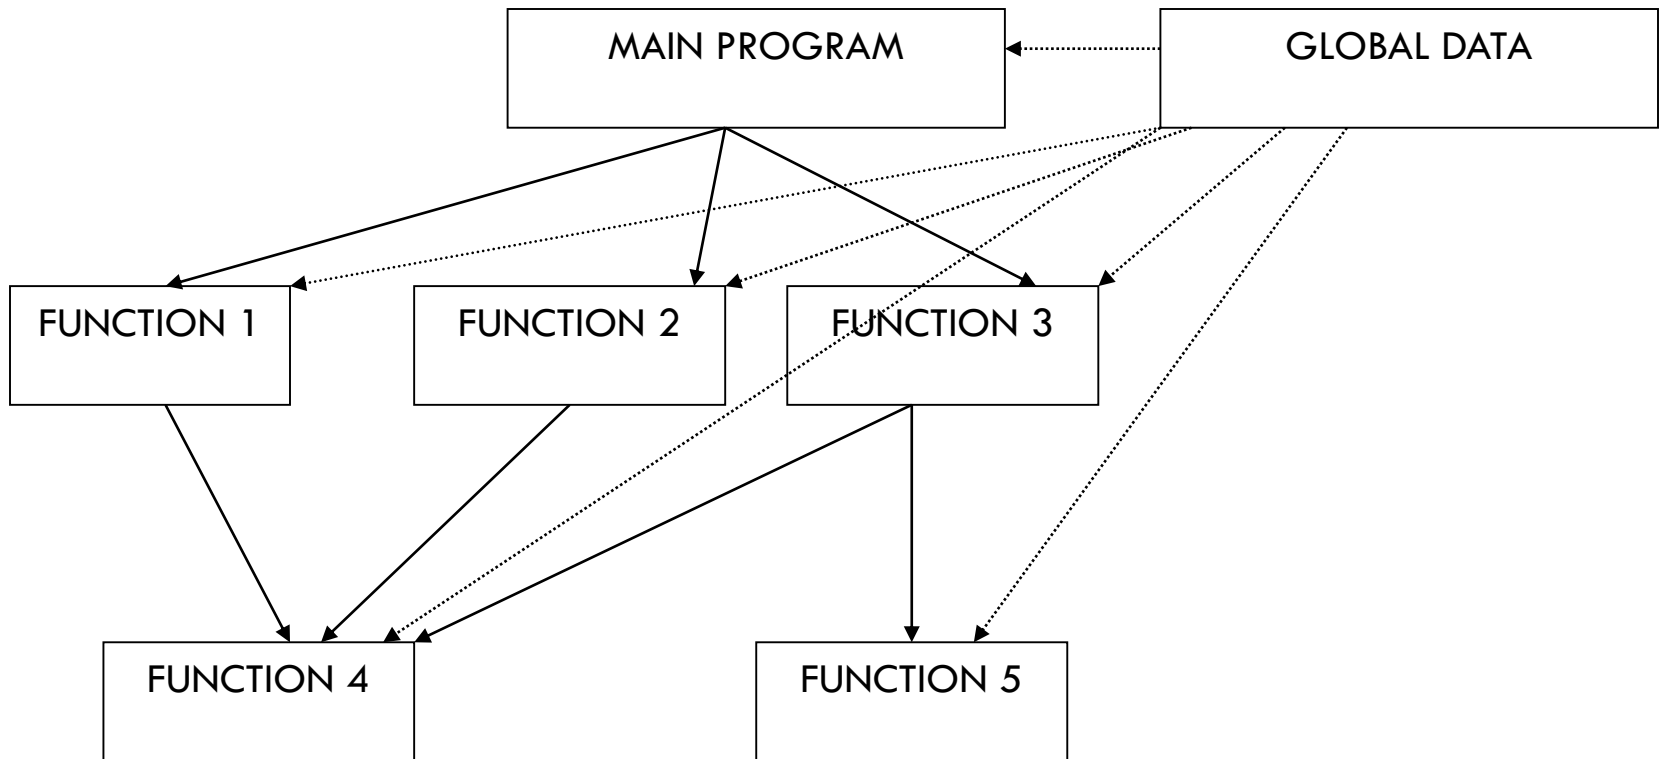 MAIN PROGRAM
GLOBAL DATA
FUNCTION 1
FUNCTION 2
FUNCTION 3
FUNCTION 4
FUNCTION 5